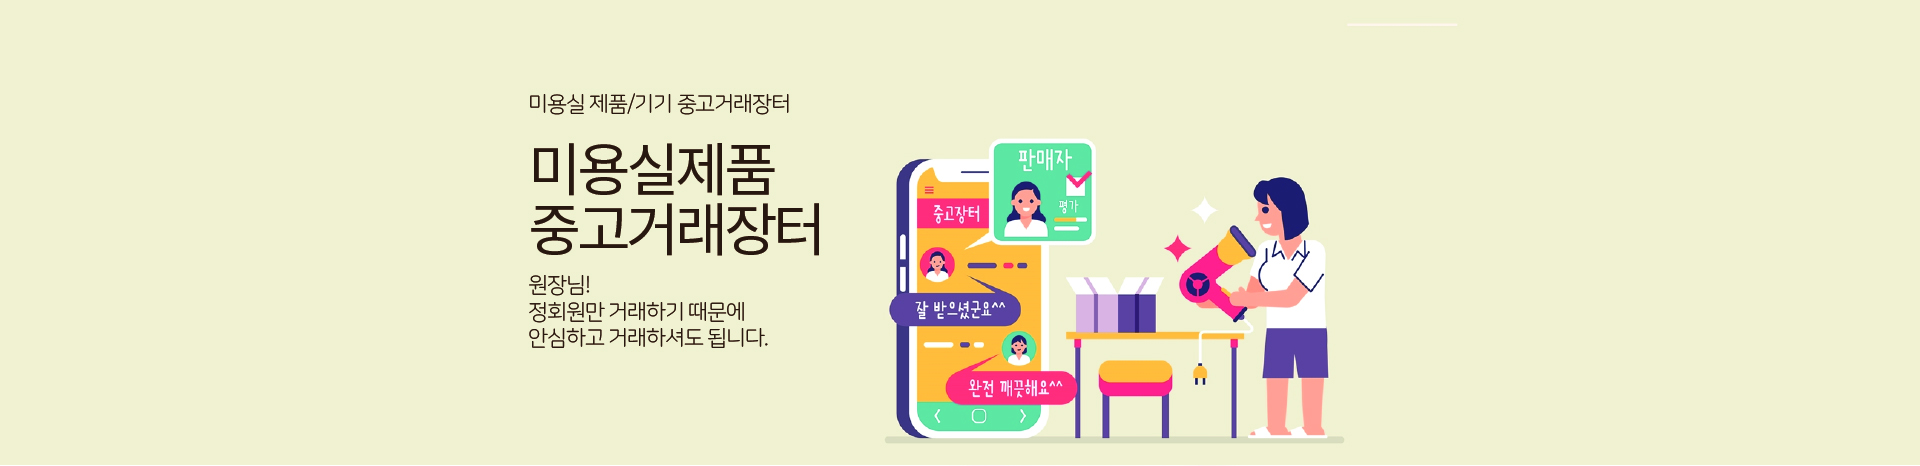 미용실 제품/기기 중고거래장터
미용실제품
중고거래장터
원장님!
정회원만 거래하기 때문에
안심하고 거래하셔도 됩니다.
판매자
평가
중고장터
잘 받으셨군요^^
완전 깨끗해요^^